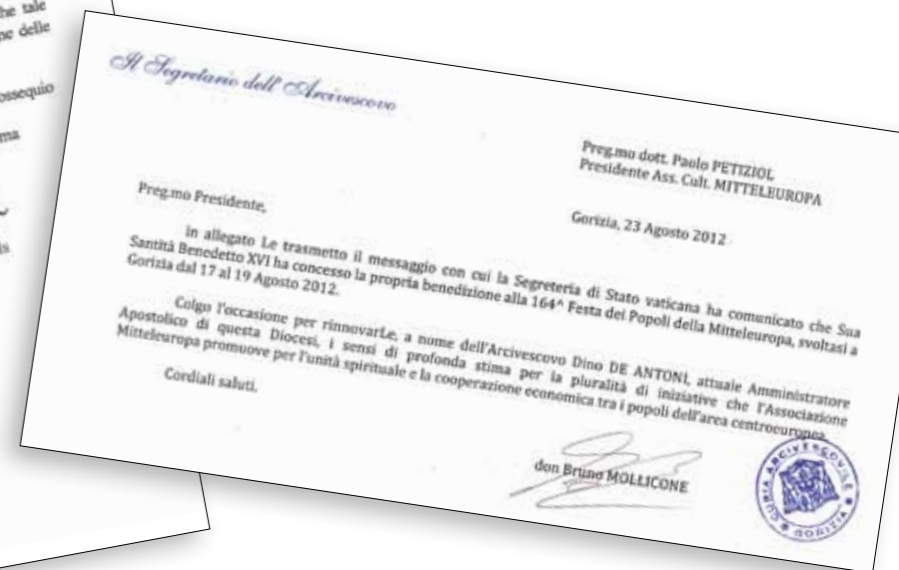 he tale
ne delle
ossequio
ma
Il Segretario dell' Arcivescovo
Preg.mo dott. Paolo PETIZIOL
Presidente Ass. Cult. MITTELEUROPA
Preg.mo Presidente,
Gorizia, 23 Agosto 2012
in allegato Le trasmetto il messaggio con cui la Segreteria di Stato vaticana ha comunicato che Sua
Santità Benedetto XVI ha concesso la propria benedizione alla 164^ Festa dei Popoli della Mitteleuropa, svoltasi a
Gorizia dal 17 al 19 Agosto 2012.
Colgo l'occasione per rinnovarLe, a nome dell'Arcivescovo Dino DE ANTONI, attuale Amministratore
Apostolico di questa Diocesi, i sensi di profonda stima per la pluralità di iniziative che l'Associazione
Mitteleuropa promuove per l'unità spirituale e la cooperazione economica tra i popoli dell'area centroeuropea.
Cordiali saluti.
don Bruno MOLLICONE
CURIA ARCIVESCOVILE
GORIZIA